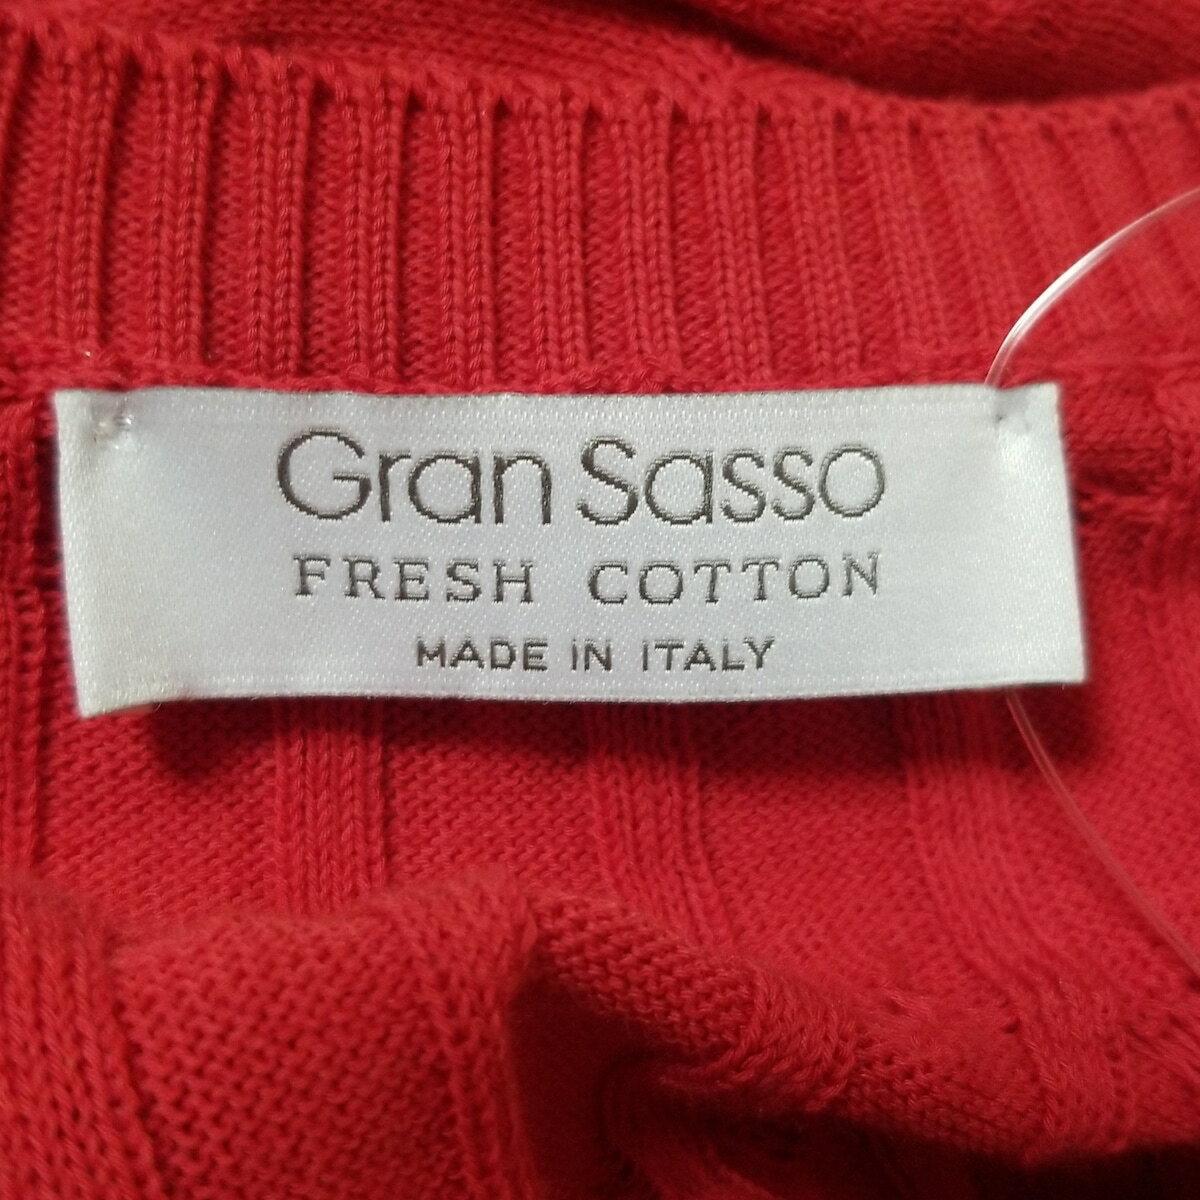 Gran Sasso
FRESH COTTON
MADE IN ITALY